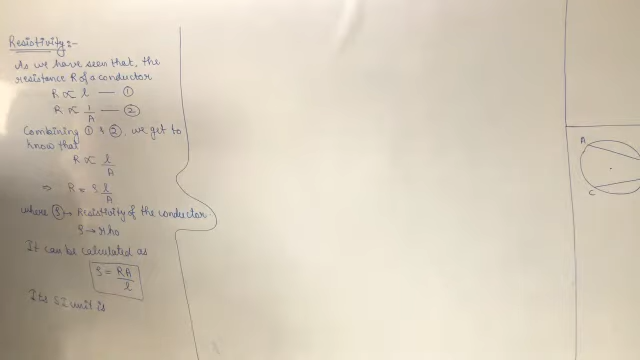 Resistivity:-
As we have seen that, the
resistance R of a conductor
R ∝ l — ①
R ∝ 1/A — ②
Combining ① & ②, we get to
know that
R ∝ l/A
⇒ R = ρ l/A
where ρ → Resistivity of the conductor
ρ → rho
It can be calculated as
ρ = RA/l
Its SI unit is
A
C